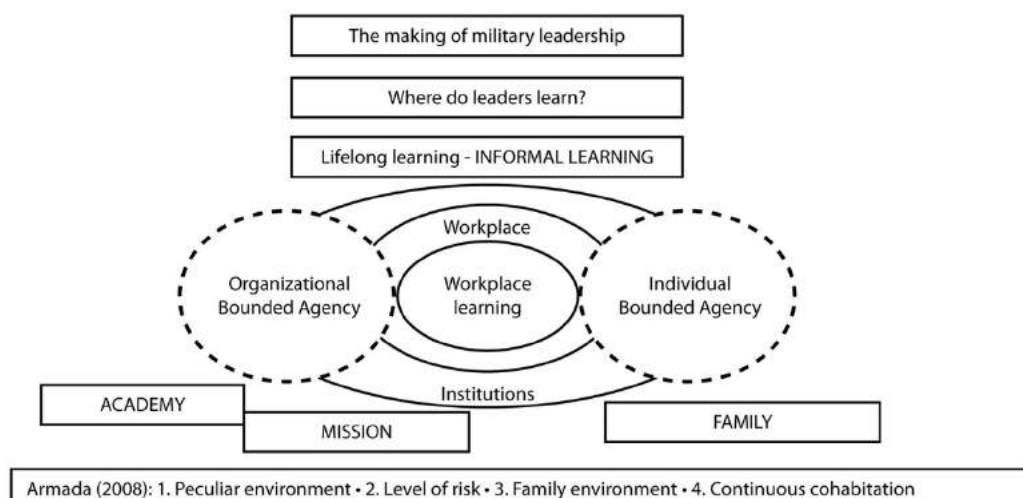 The making of military leadership
Where do leaders learn?
Lifelong learning - INFORMAL LEARNING
Workplace
Organizational
Bounded Agency
Workplace
learning
Individual
Bounded Agency
Institutions
ACADEMY
MISSION
FAMILY
Armada (2008): 1. Peculiar environment • 2. Level of risk • 3. Family environment • 4. Continuous cohabitation